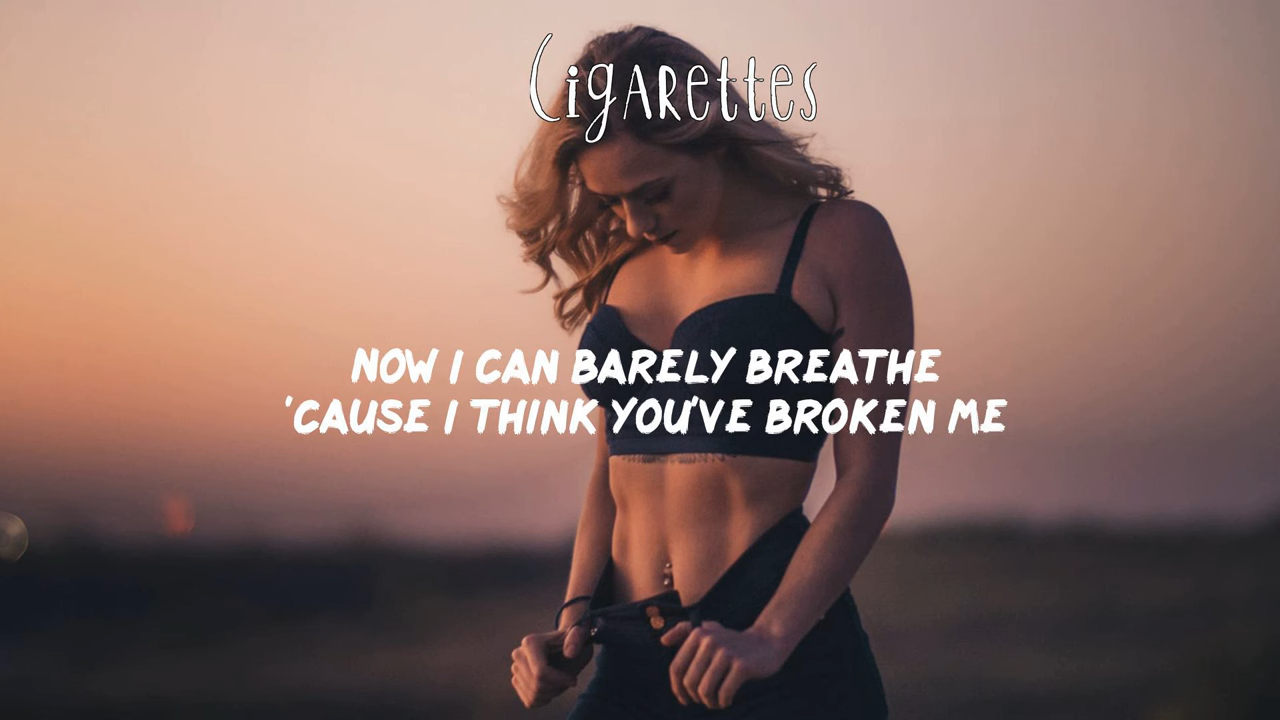 Cigarettes
NOW I CAN BARELY BREATHE
'CAUSE I THINK YOU'VE BROKEN ME